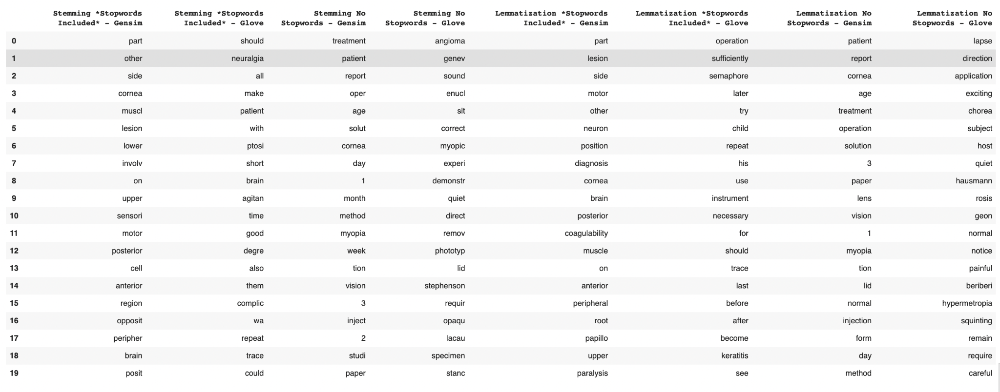 Stemming *Stopwords Included* - Gensim Stemming *Stopwords Included* - Glove Stemming No Stopwords - Gensim Stemming No Stopwords - Glove Lemmatization *Stopwords Included* - Gensim Lemmatization *Stopwords Included* - Glove Lemmatization No Stopwords - Gensim Lemmatization No Stopwords - Glove
0 part should treatment angioma part operation patient lapse
1 other neuralgia patient genev lesion sufficiently report direction
2 side all report sound side semaphore cornea application
3 cornea make oper enucl motor later age exciting
4 muscl patient age sit other try treatment chorea
5 lesion with solut correct neuron child operation subject
6 lower ptosi cornea myopic position repeat solution host
7 involv short day experi diagnosis his 3 quiet
8 on brain 1 demonstr cornea use paper hausmann
9 upper agitan month quiet brain instrument lens rosis
10 sensori time method direct posterior necessary vision geon
11 motor good myopia remov coagulability for 1 normal
12 posterior degre week phototyp muscle should myopia notice
13 cell also tion lid on trace tion painful
14 anterior them vision stephenson anterior last lid beriberi
15 region complic 3 requir peripheral before normal hypermetropia
16 opposit wa inject opaqu root after injection squinting
17 peripher repeat 2 lacau papillo become form remain
18 brain trace studi specimen upper keratitis day require
19 posit could paper stanc paralysis see method careful